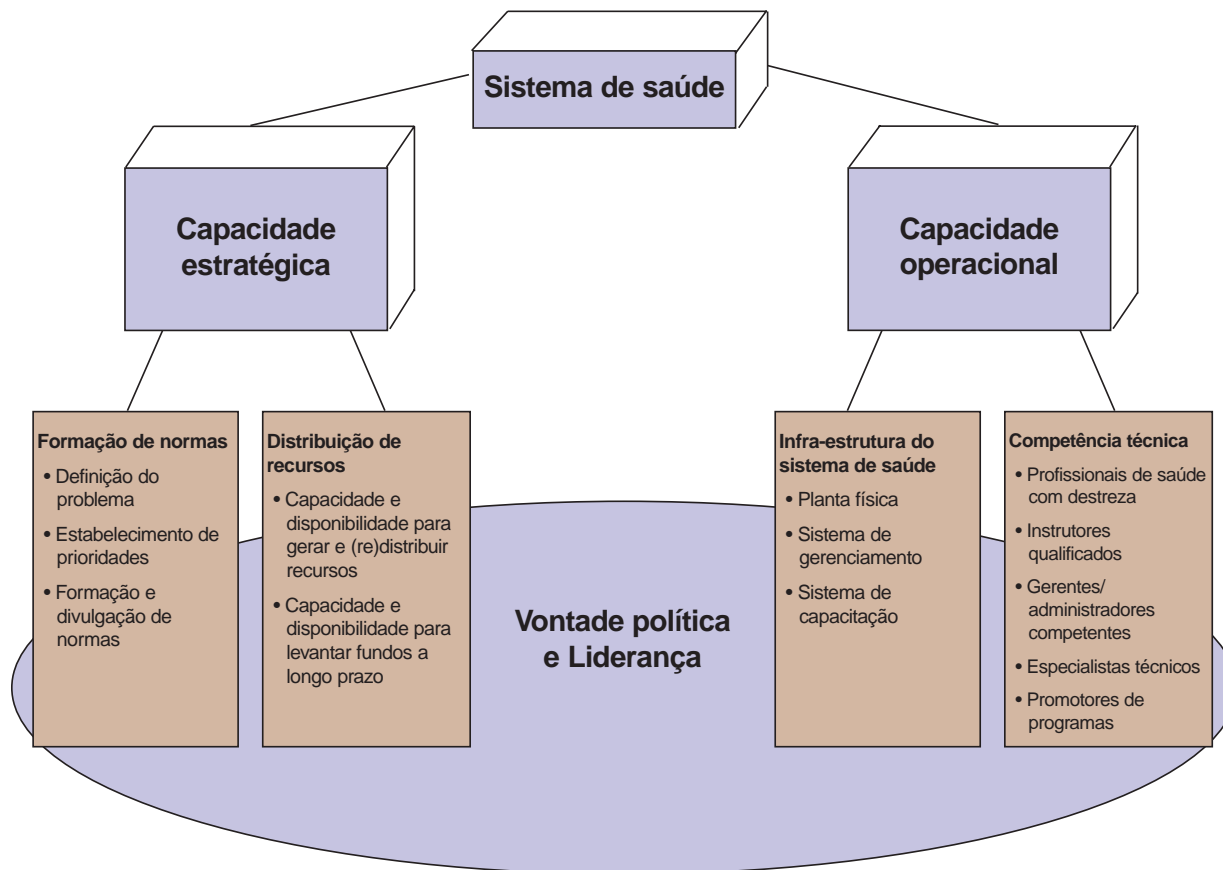 Sistema de saúde
Capacidade
estratégica
Capacidade
operacional
Formação de normas
• Definição do
problema
• Estabelecimento de
prioridades
• Formação e
divulgação de
normas
Distribuição de
recursos
• Capacidade e
disponibilidade para
gerar e (re)distribuir
recursos
• Capacidade e
disponibilidade para
levantar fundos a
longo prazo
Vontade política
e Liderança
Infra-estrutura do
sistema de saúde
• Planta física
• Sistema de
gerenciamento
• Sistema de
capacitação
Competência técnica
• Profissionais de saúde
com destreza
• Instrutores
qualificados
• Gerentes/
administradores
competentes
• Especialistas técnicos
• Promotores de
programas